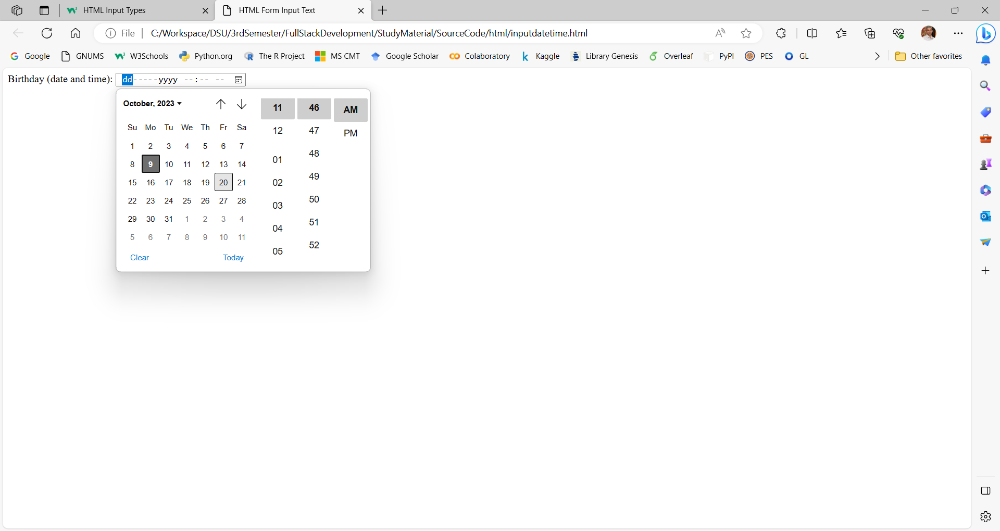 HTML Input Types
HTML Form Input Text
File C:/Workspace/DSU/3rdSemester/FullStackDevelopment/StudyMaterial/SourceCode/html/inputdatetime.html
Google GNUMS W3Schools Python.org The R Project MS CMT Google Scholar Colaboratory Kaggle Library Genesis Overleaf PyPI PES GL Other favorites
Birthday (date and time): dd-----yyyy --:-- --
October, 2023
Su Mo Tu We Th Fr Sa
1 2 3 4 5 6 7
8 9 10 11 12 13 14
15 16 17 18 19 20 21
22 23 24 25 26 27 28
29 30 31 1 2 3 4
5 6 7 8 9 10 11
Clear Today
11 46 AM
12 47 PM
01 48
02 49
03 50
04 51
05 52